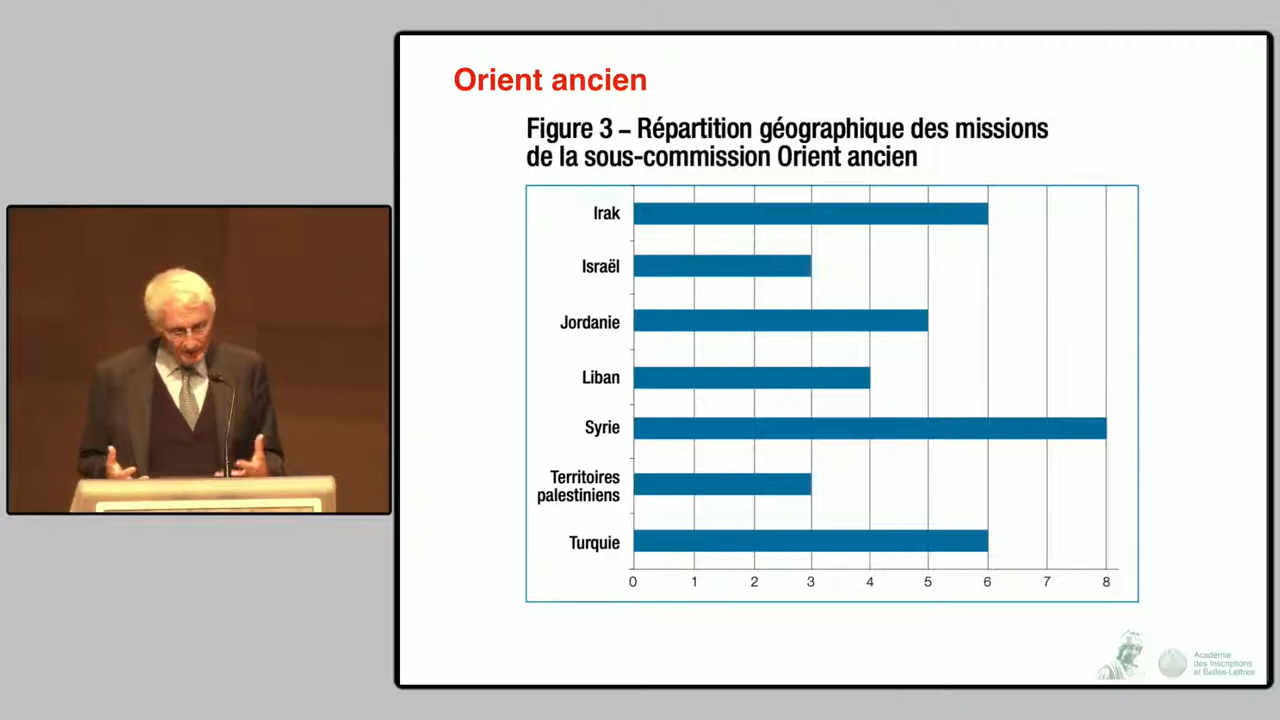 Orient ancien
Figure 3 – Répartition géographique des missions
de la sous-commission Orient ancien
Irak
Israël
Jordanie
Liban
Syrie
Territoires
palestiniens
Turquie
0 1 2 3 4 5 6 7 8
Académie
des Inscriptions
et Belles-Lettres